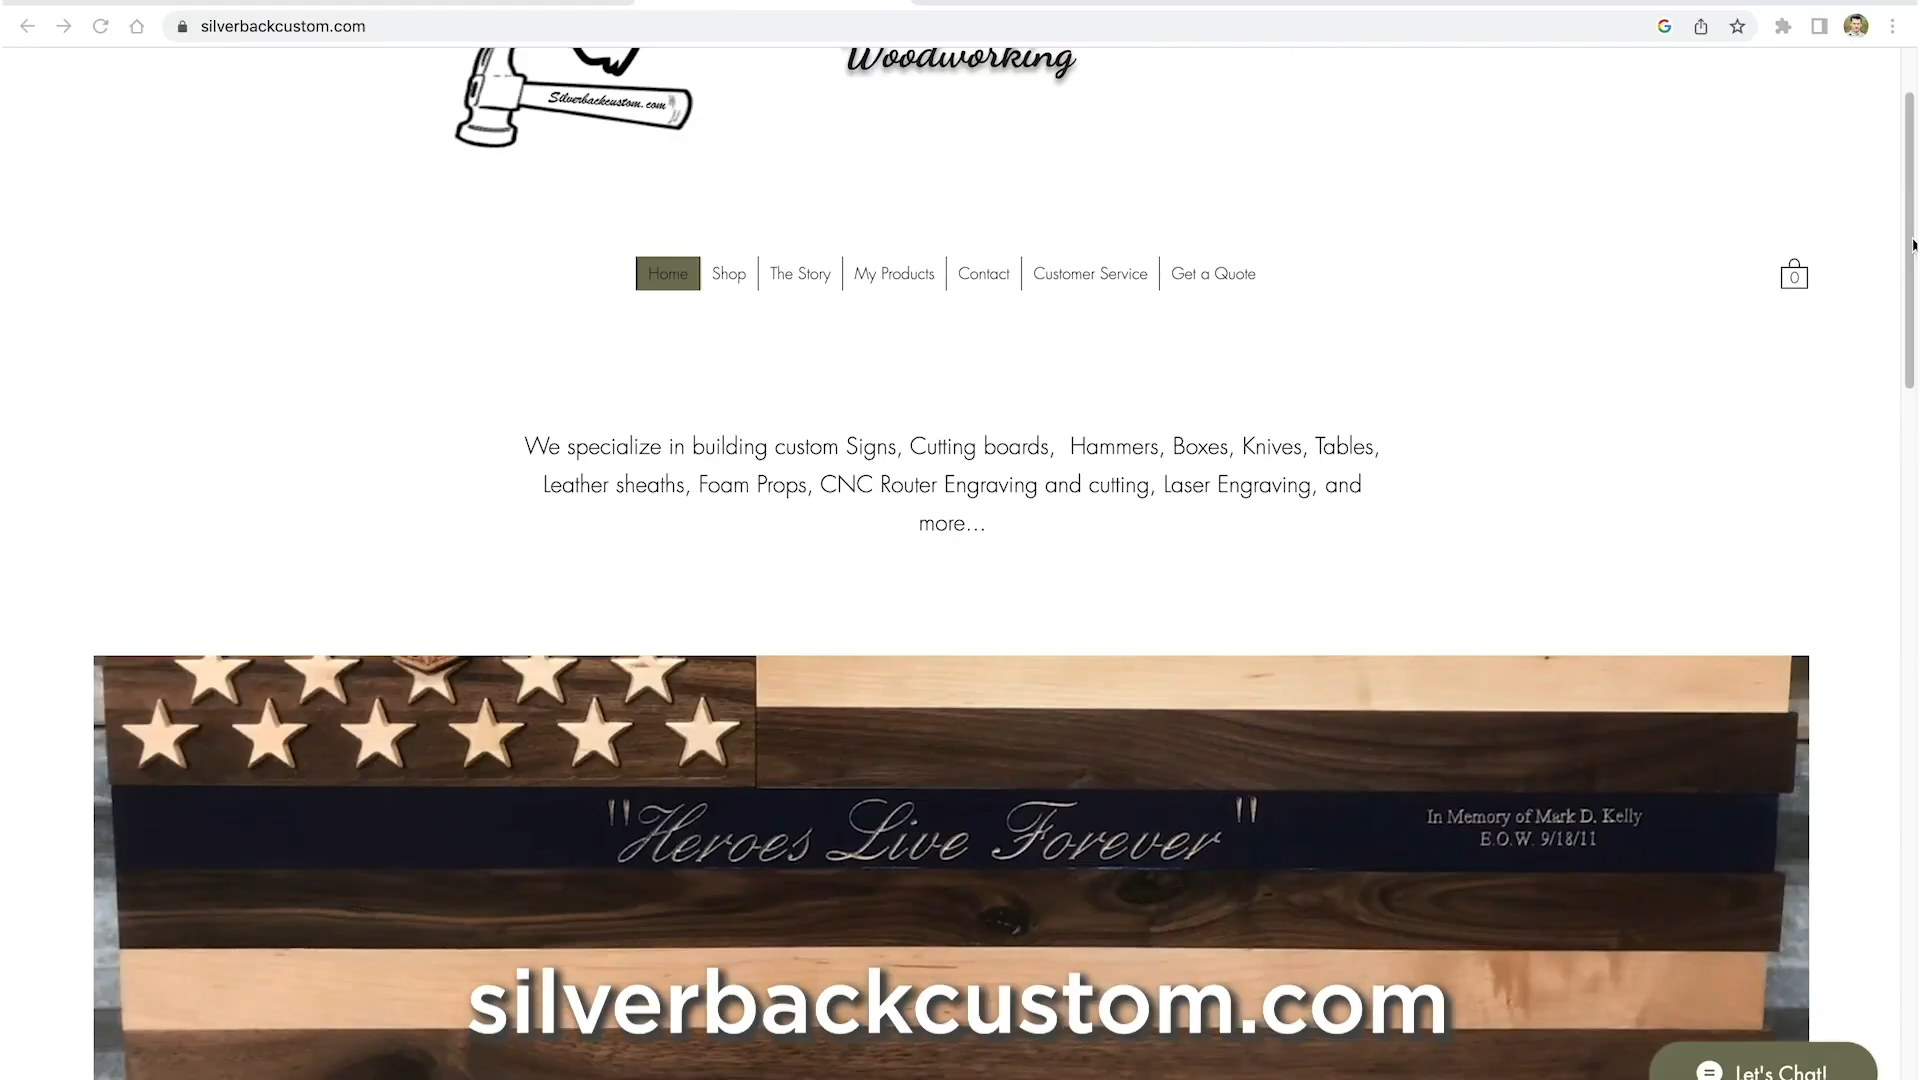 silverbackcustom.com
Woodworking
Silverbackcustom.com
Home
Shop
The Story
My Products
Contact
Customer Service
Get a Quote
0
We specialize in building custom Signs, Cutting boards, Hammers, Boxes, Knives, Tables,
Leather sheaths, Foam Props, CNC Router Engraving and cutting, Laser Engraving, and
more...
"Heroes Live Forever"
In Memory of Mark D. Kelly
E.O.W. 9/18/11
silverbackcustom.com
Let's Chat!